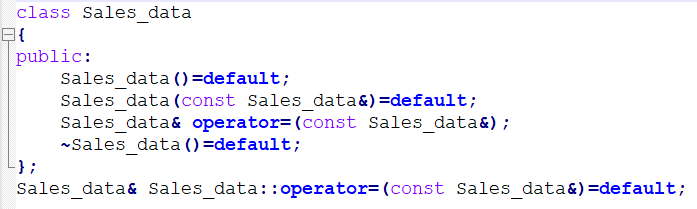 class Sales_data
{
public:
    Sales_data()=default;
    Sales_data(const Sales_data&)=default;
    Sales_data& operator=(const Sales_data&);
    ~Sales_data()=default;
};
Sales_data& Sales_data::operator=(const Sales_data&)=default;